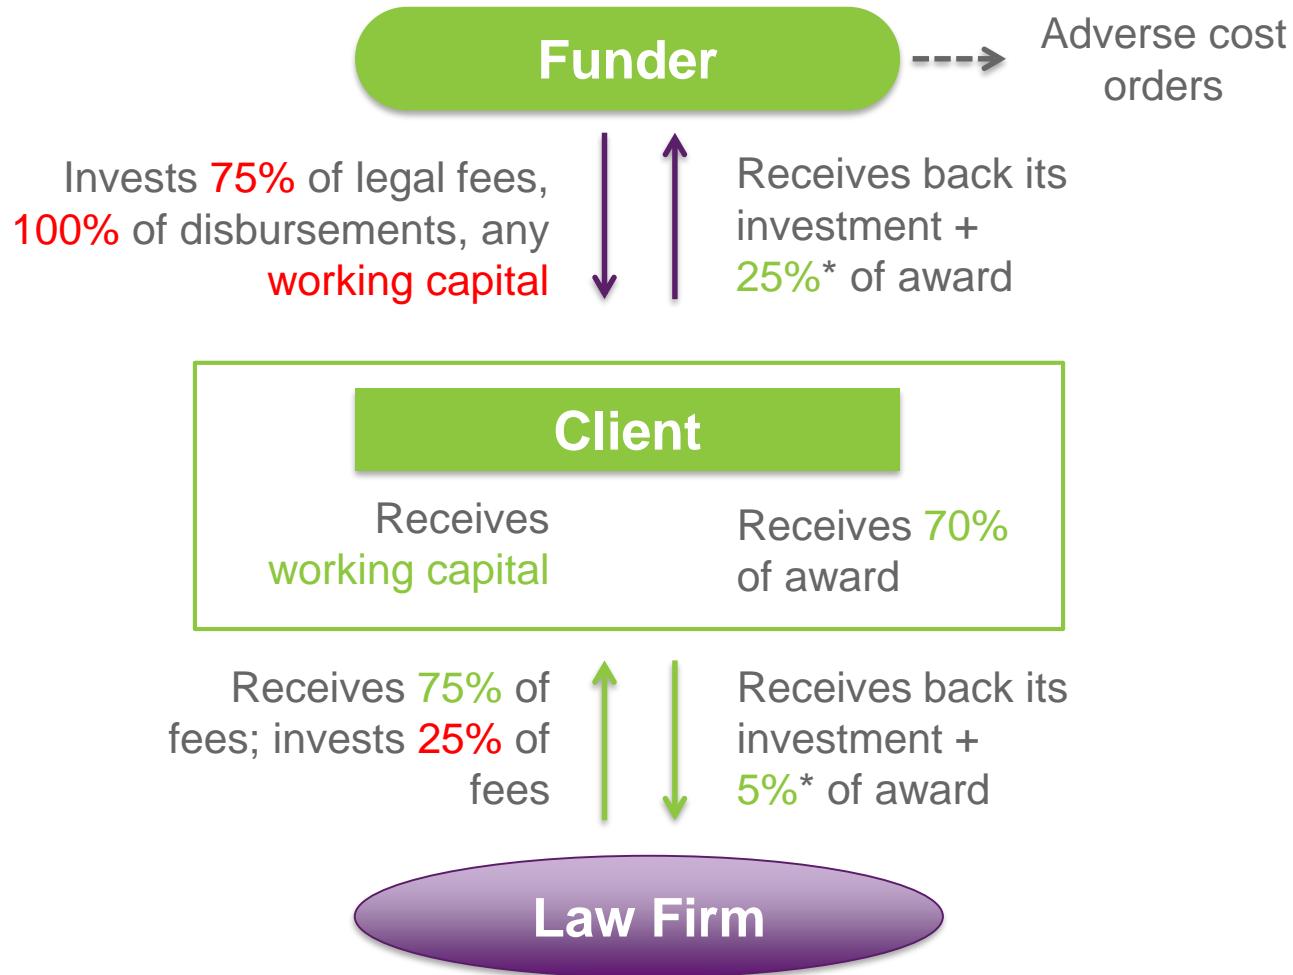 Funder
Adverse cost
orders
Invests 75% of legal fees,
100% of disbursements, any
working capital
Receives back its
investment +
25%* of award
Client
Receives
working capital
Receives 70%
of award
Receives 75% of
fees; invests 25% of
fees
Receives back its
investment +
5%* of award
Law Firm